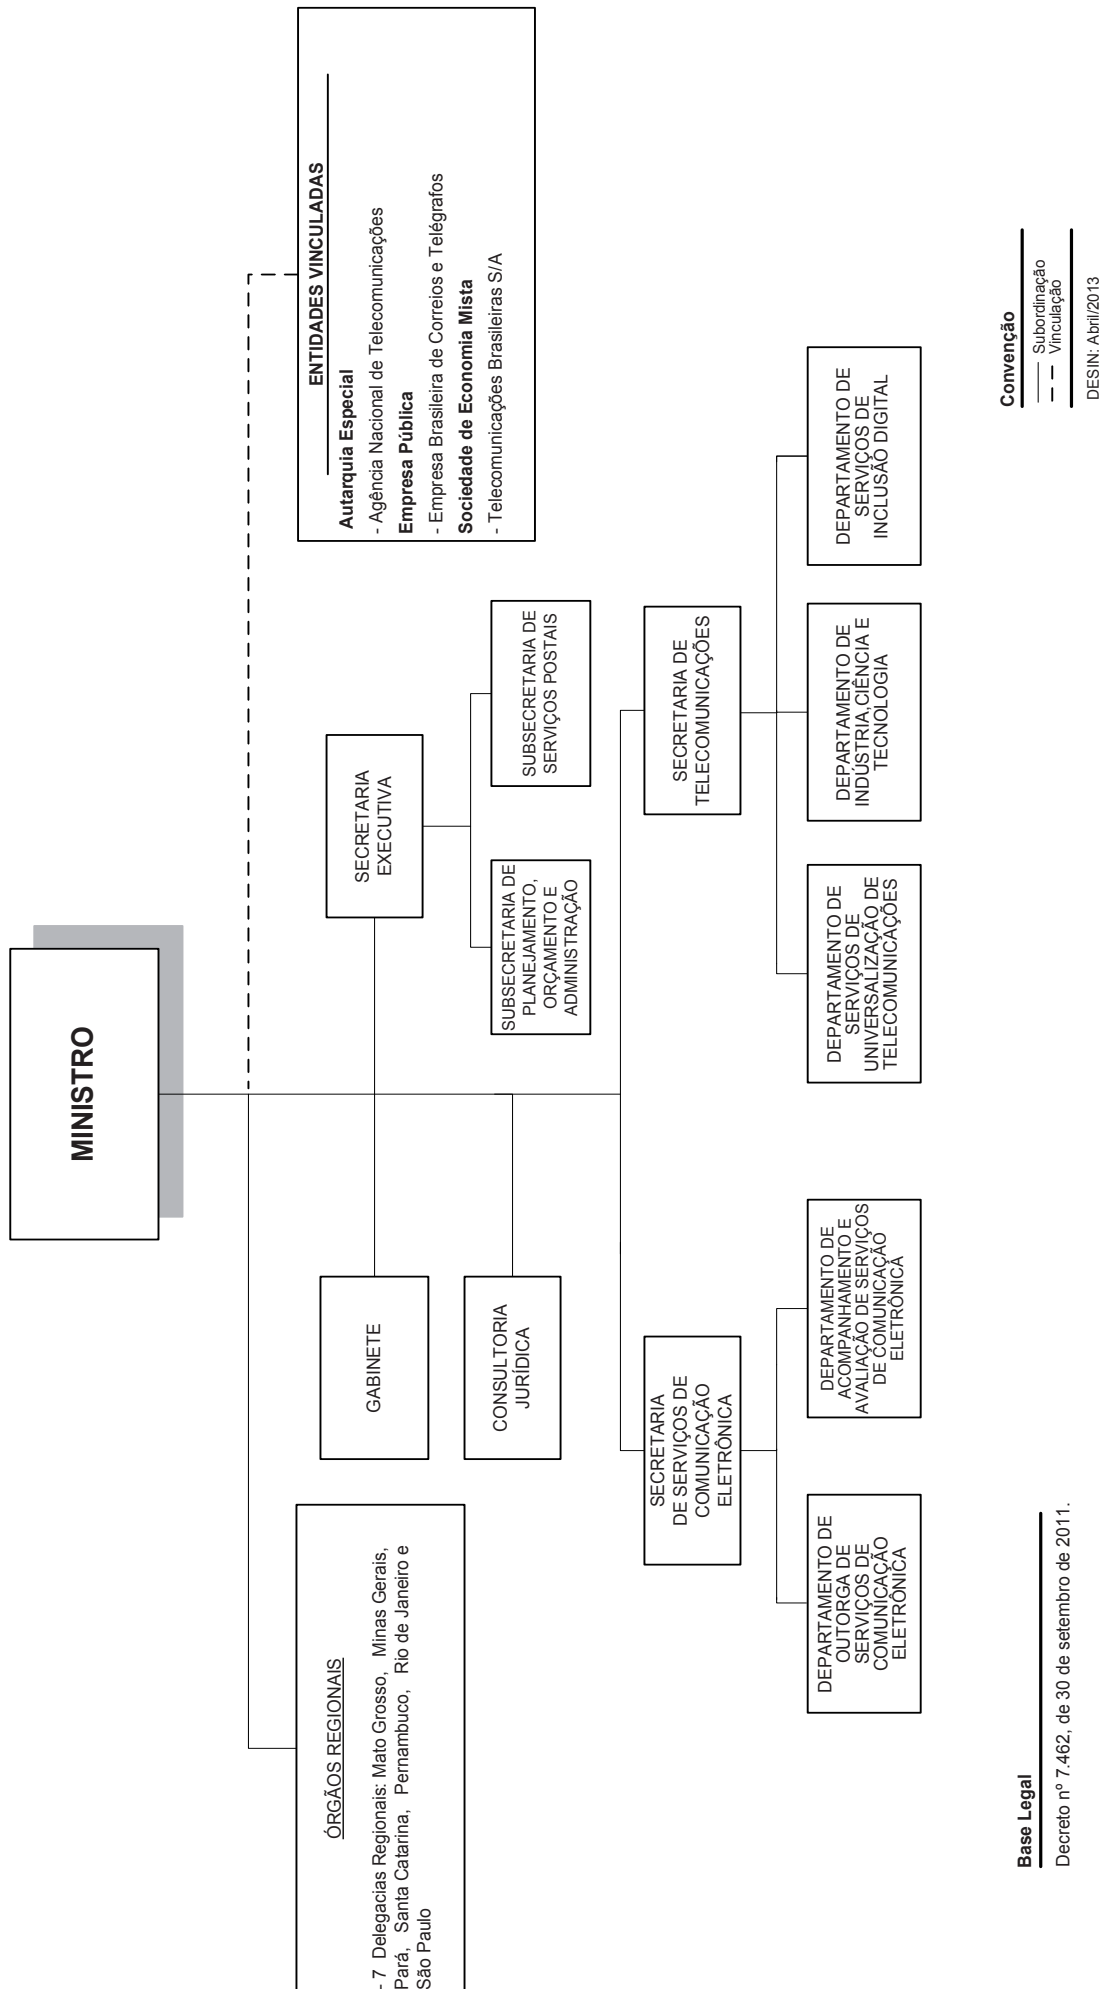 MINISTRO
ÓRGÃOS REGIONAIS
- 7 Delegacias Regionais: Mato Grosso, Minas Gerais,
Pará, Santa Catarina, Pernambuco, Rio de Janeiro e
São Paulo
GABINETE
CONSULTORIA
JURÍDICA
SECRETARIA
EXECUTIVA
SUBSECRETARIA DE
PLANEJAMENTO,
ORÇAMENTO E
ADMINISTRAÇÃO
SUBSECRETARIA DE
SERVIÇOS POSTAIS
ENTIDADES VINCULADAS
Autarquia Especial
- Agência Nacional de Telecomunicações
Empresa Pública
- Empresa Brasileira de Correios e Telégrafos
Sociedade de Economia Mista
- Telecomunicações Brasileiras S/A
SECRETARIA
DE SERVIÇOS DE
COMUNICAÇÃO
ELETRÔNICA
SECRETARIA DE
TELECOMUNICAÇÕES
DEPARTAMENTO DE
OUTORGA DE
SERVIÇOS DE
COMUNICAÇÃO
ELETRÔNICA
DEPARTAMENTO DE
ACOMPANHAMENTO E
AVALIAÇÃO DE SERVIÇOS
DE COMUNICAÇÃO
ELETRÔNICA
DEPARTAMENTO DE
SERVIÇOS DE
UNIVERSALIZAÇÃO DE
TELECOMUNICAÇÕES
DEPARTAMENTO DE
INDÚSTRIA,CIÊNCIA E
TECNOLOGIA
DEPARTAMENTO DE
SERVIÇOS DE
INCLUSÃO DIGITAL
Base Legal
Decreto nº 7.462, de 30 de setembro de 2011.
Convenção
Subordinação
Vinculação
DESIN: Abril/2013